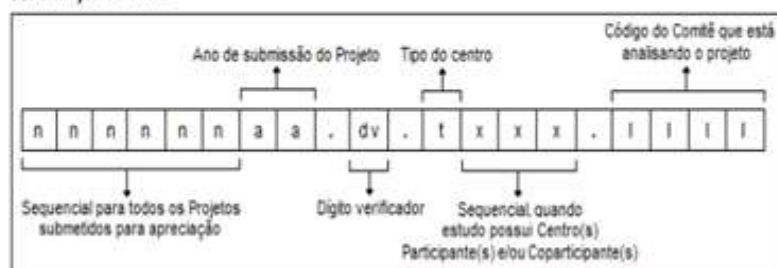 Código do Comitê que está
analisando o projeto
Ano de submissão do Projeto
Tipo do centro
n n n n n n a a . dv . t x x x . l l l l
Sequencial para todos os Projetos
submetidos para apreciação
Dígito verificador
Sequencial, quando
estudo possui Centro(s)
Participante(s) e/ou Coparticipante(s)